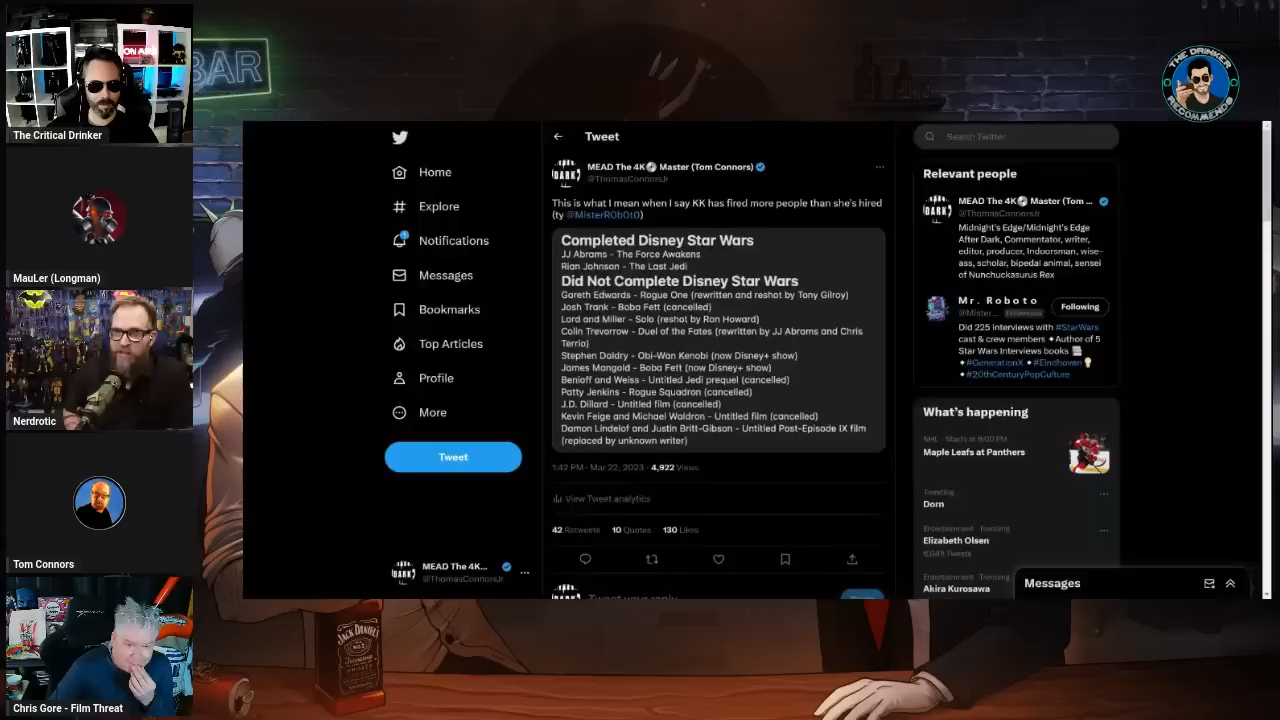 ON AIR
BAR
The Critical Drinker
MauLer (Longman)
Nerdrotic
Tom Connors
Chris Gore - Film Threat
THE DRINKER
RECOMMENDS
Home
Explore
Notifications
Messages
Bookmarks
Top Articles
Profile
More
Tweet
MEAD The 4K...
@ThomasConnorsJr
Tweet
MEAD The 4K Master (Tom Connors)
@ThomasConnorsJr
This is what I mean when I say KK has fired more people than she's hired
(ty @MisterR0b0t0)
Completed Disney Star Wars
JJ Abrams - The Force Awakens
Rian Johnson - The Last Jedi
Did Not Complete Disney Star Wars
Gareth Edwards - Rogue One (rewritten and reshot by Tony Gilroy)
Josh Trank - Boba Fett (cancelled)
Lord and Miller - Solo (reshot by Ron Howard)
Colin Trevorrow - Duel of the Fates (rewritten by JJ Abrams and Chris
Terrio)
Stephen Daldry - Obi-Wan Kenobi (now Disney+ show)
James Mangold - Boba Fett (now Disney+ show)
Benioff and Weiss - Untitled Jedi prequel (cancelled)
Patty Jenkins - Rogue Squadron (cancelled)
J.D. Dillard - Untitled film (cancelled)
Kevin Feige and Michael Waldron - Untitled film (cancelled)
Damon Lindelof and Justin Britt-Gibson - Untitled Post-Episode IX film
(replaced by unknown writer)
1:42 PM · Mar 22, 2023 · 4,922 Views
View Tweet analytics
42 Retweets 10 Quotes 130 Likes
Tweet your reply
Search Twitter
Relevant people
MEAD The 4K Master (Tom ...
@ThomasConnorsJr
Midnight's Edge/Midnight's Edge
After Dark, Commentator, writer,
editor, producer, Indoorsman, wise-
ass, scholar, bipedal animal, sensei
of Nunchuckasurus Rex
Mr. Roboto
@Mister...
Following
Did 225 interviews with #StarWars
cast & crew members Author of 5
Star Wars Interviews books
#GenerationX #Eindhoven
#20thCenturyPopCulture
What's happening
NHL · Starts at 8:00 PM
Maple Leafs at Panthers
Trending
Dorn
Entertainment · Trending
Elizabeth Olsen
6,045 Tweets
Entertainment · Trending
Akira Kurosawa
Messages
JACK DANIEL'S